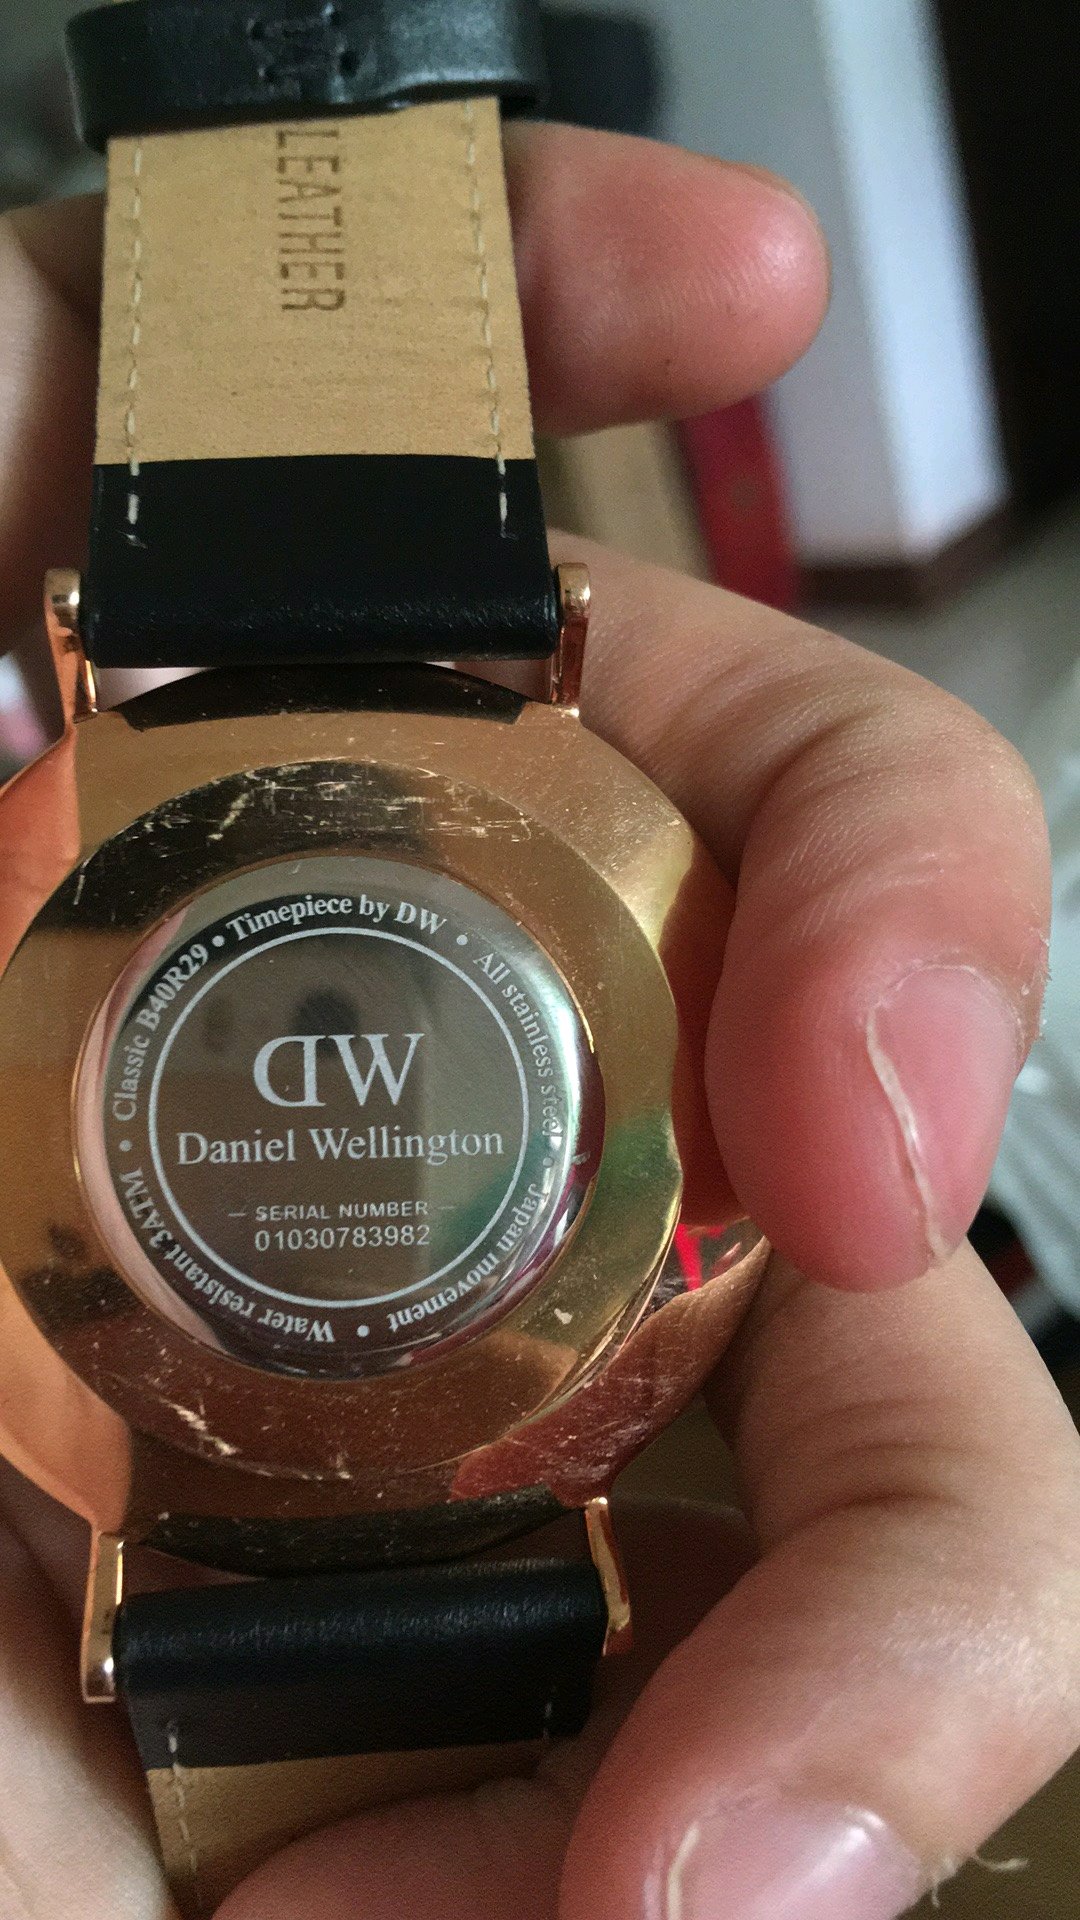 LEATHER
Classic B40R29 • Timepiece by DW • All stainless steel • Japan movement • Water resistant 3ATM •
DW
Daniel Wellington
– SERIAL NUMBER –
01030783982